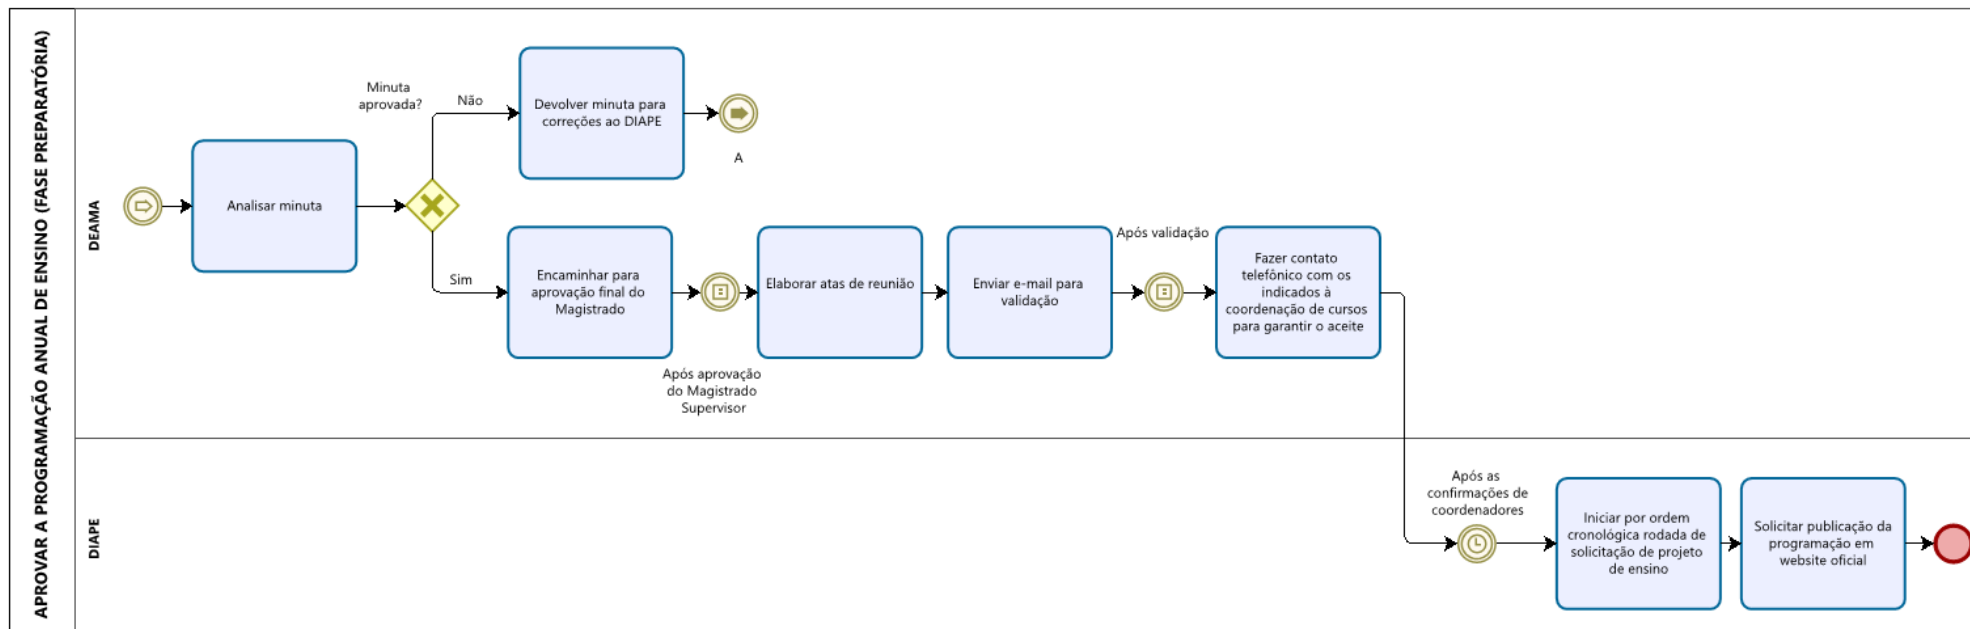 APROVAR A PROGRAMAÇÃO ANUAL DE ENSINO (FASE PREPARATÓRIA)
DEAMA
Analisar minuta
Minuta
aprovada?
Não
Devolver minuta para
correções ao DIAPE
A
Sim
Encaminhar para
aprovação final do
Magistrado
Após aprovação
do Magistrado
Supervisor
Elaborar atas de reunião
Enviar e-mail para
validação
Após validação
Fazer contato
telefônico com os
indicados à
coordenação de cursos
para garantir o aceite
DIAPE
Após as
confirmações de
coordenadores
Iniciar por ordem
cronológica rodada de
solicitação de projeto
de ensino
Solicitar publicação da
programação em
website oficial